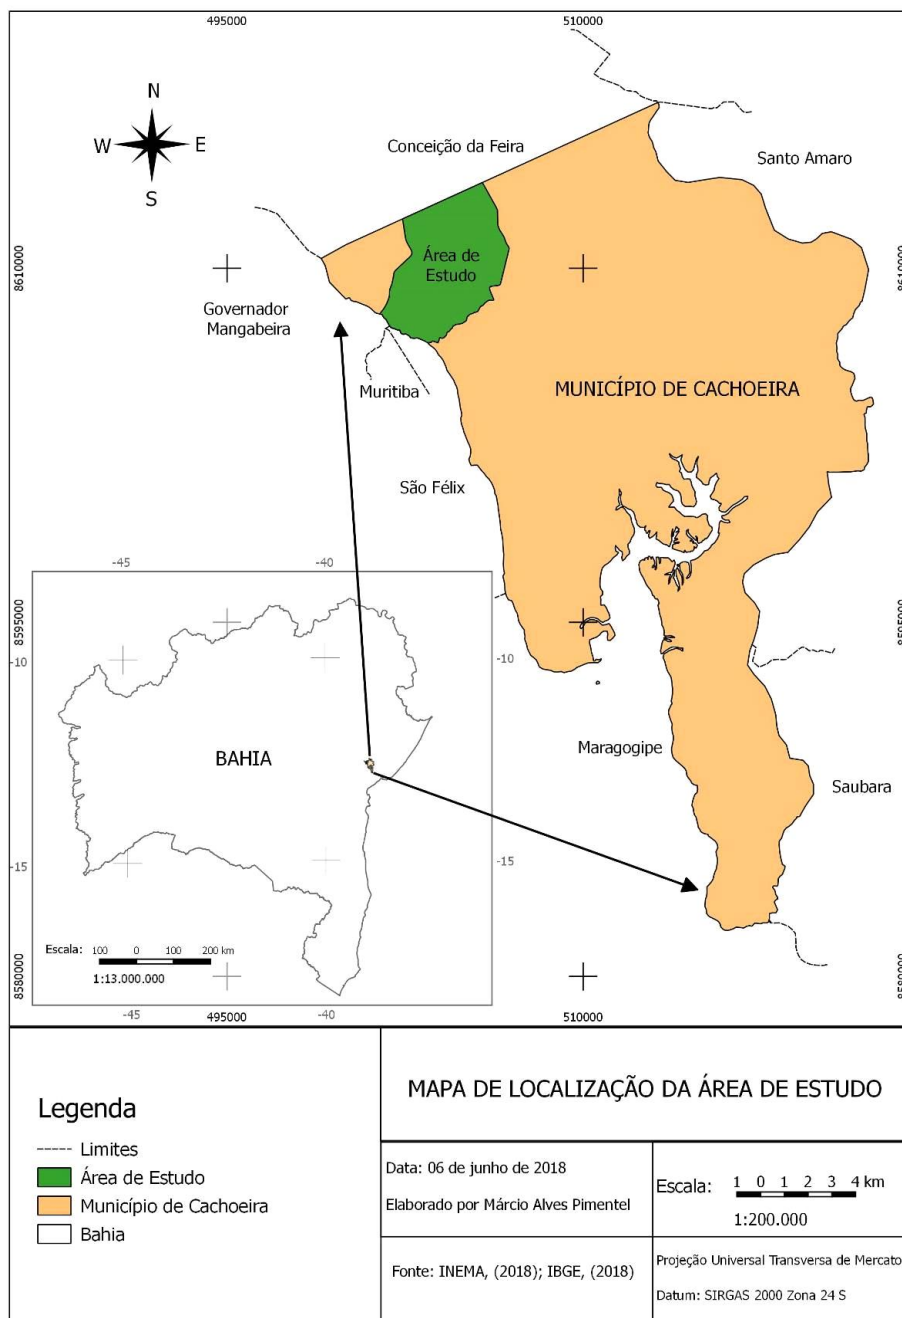 495000
510000
N
W
E
S
Conceição da Feira
Santo Amaro
8610000
8610000
Área de
Estudo
Governador
Mangabeira
Muritiba
MUNICÍPIO DE CACHOEIRA
São Félix
-45
-40
8595000
8595000
-10
-10
BAHIA
Maragogipe
Saubara
-15
-15
Escala:
100 0 100 200 km
1:13.000.000
8580000
8580000
-45
-40
495000
510000
Legenda
Limites
Área de Estudo
Município de Cachoeira
Bahia
MAPA DE LOCALIZAÇÃO DA ÁREA DE ESTUDO
Data: 06 de junho de 2018
Elaborado por Márcio Alves Pimentel
Escala:
1 0 1 2 3 4 km
1:200.000
Fonte: INEMA, (2018); IBGE, (2018)
Projeção Universal Transversa de Mercato
Datum: SIRGAS 2000 Zona 24 S